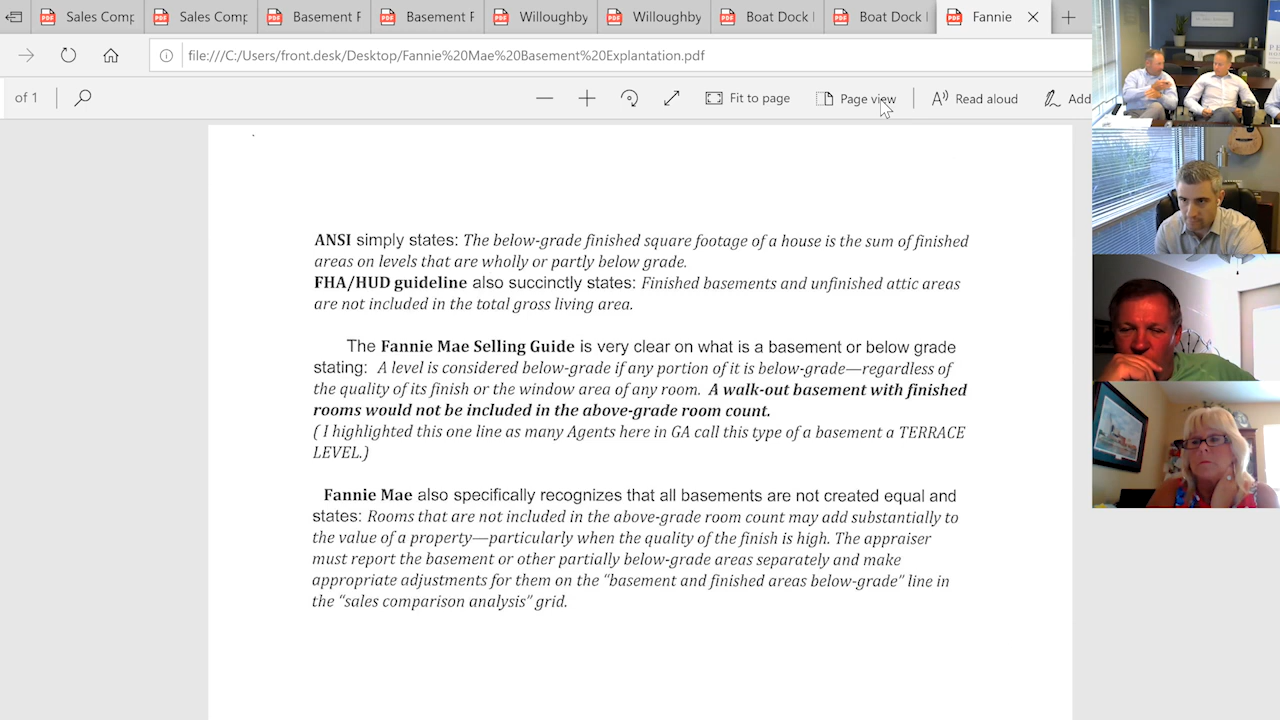 Sales Comp
Sales Comp
Basement F
Basement F
Willoughby
Willoughby
Boat Dock
Boat Dock
Fannie
file:///C:/Users/front.desk/Desktop/Fannie%20Mae%20Basement%20Explantation.pdf
of 1
Fit to page
Page view
Read aloud
Add
ANSI simply states: The below-grade finished square footage of a house is the sum of finished
areas on levels that are wholly or partly below grade.
FHA/HUD guideline also succinctly states: Finished basements and unfinished attic areas
are not included in the total gross living area.
The Fannie Mae Selling Guide is very clear on what is a basement or below grade
stating: A level is considered below-grade if any portion of it is below-grade—regardless of
the quality of its finish or the window area of any room. A walk-out basement with finished
rooms would not be included in the above-grade room count.
( I highlighted this one line as many Agents here in GA call this type of a basement a TERRACE
LEVEL.)
Fannie Mae also specifically recognizes that all basements are not created equal and
states: Rooms that are not included in the above-grade room count may add substantially to
the value of a property—particularly when the quality of the finish is high. The appraiser
must report the basement or other partially below-grade areas separately and make
appropriate adjustments for them on the “basement and finished areas below-grade” line in
the “sales comparison analysis” grid.